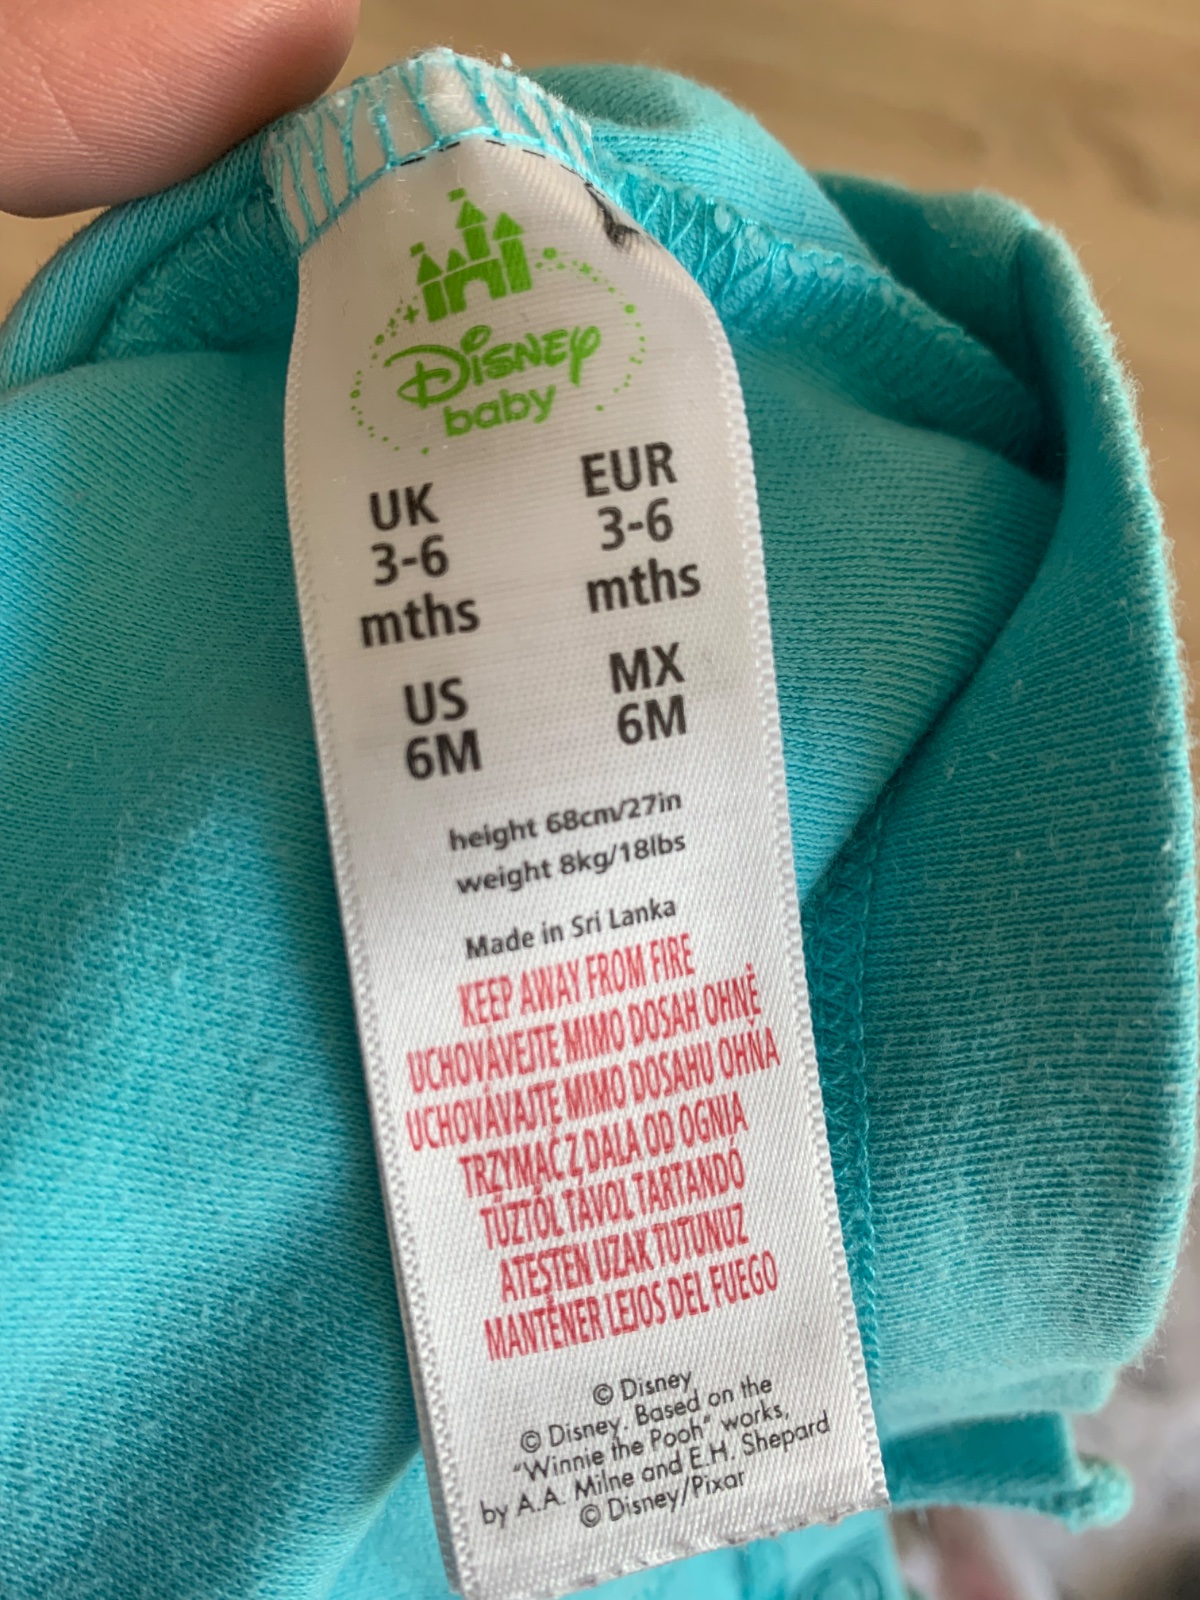 Disney
baby
UK
3-6
mths
EUR
3-6
mths
US
6M
MX
6M
height 68cm/27in
weight 8kg/18lbs
Made in Sri Lanka
KEEP AWAY FROM FIRE
UCHOVÁVEJTE MIMO DOSAH OHNĚ
UCHOVÁVAJTE MIMO DOSAHU OHŇA
TRZYMAĆ Z DALA OD OGNIA
TŰZTŐL TÁVOL TARTANDÓ
ATEŞTEN UZAK TUTUNUZ
MANTENER LEJOS DEL FUEGO
© Disney
© Disney. Based on the
"Winnie the Pooh" works,
by A.A. Milne and E.H. Shepard
© Disney/Pixar